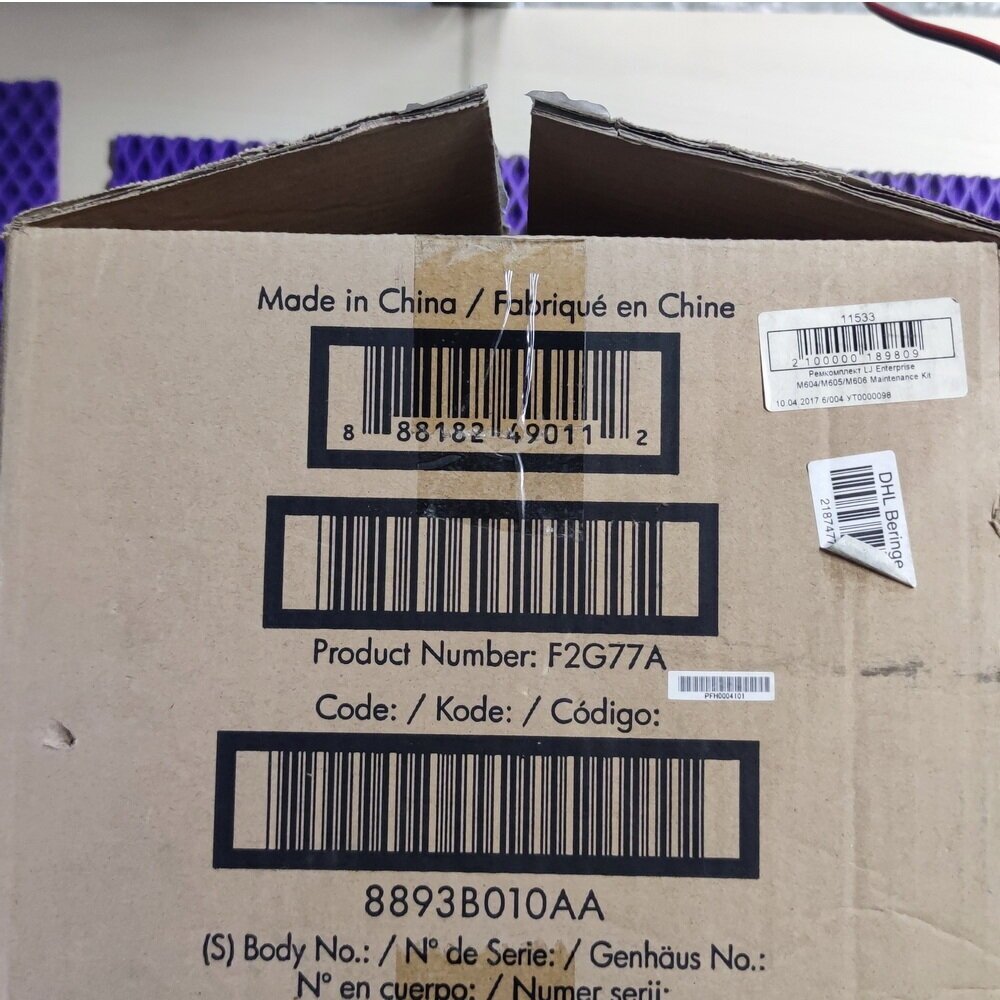 Made in China / Fabriqué en Chine
8 88182 49011 2
11533
2 100000 189809
Ремкомплект LJ Enterprise
M604/M605/M606 Maintenance Kit
10.04.2017 6/004 УТ0000098
DHL Beringe
Product Number: F2G77A
PFH0004101
Code: / Kode: / Código:
8893B010AA
(S) Body No.: / N° de Serie: / Genhäus No.:
N° en cuerpo: / Numer serii: